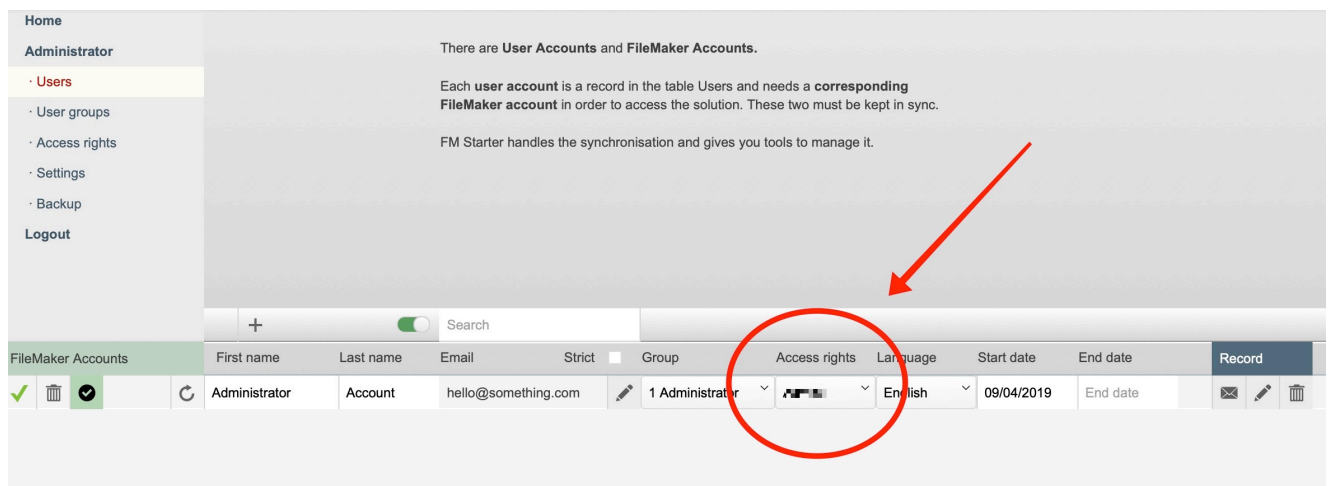 Home
Administrator
· Users
· User groups
· Access rights
· Settings
· Backup
Logout
There are User Accounts and FileMaker Accounts.
Each user account is a record in the table Users and needs a corresponding
FileMaker account in order to access the solution. These two must be kept in sync.
FM Starter handles the synchronisation and gives you tools to manage it.
Search
FileMaker Accounts First name Last name Email Strict Group Access rights Language Start date End date Record
Administrator Account hello@something.com 1 Administrator English 09/04/2019 End date